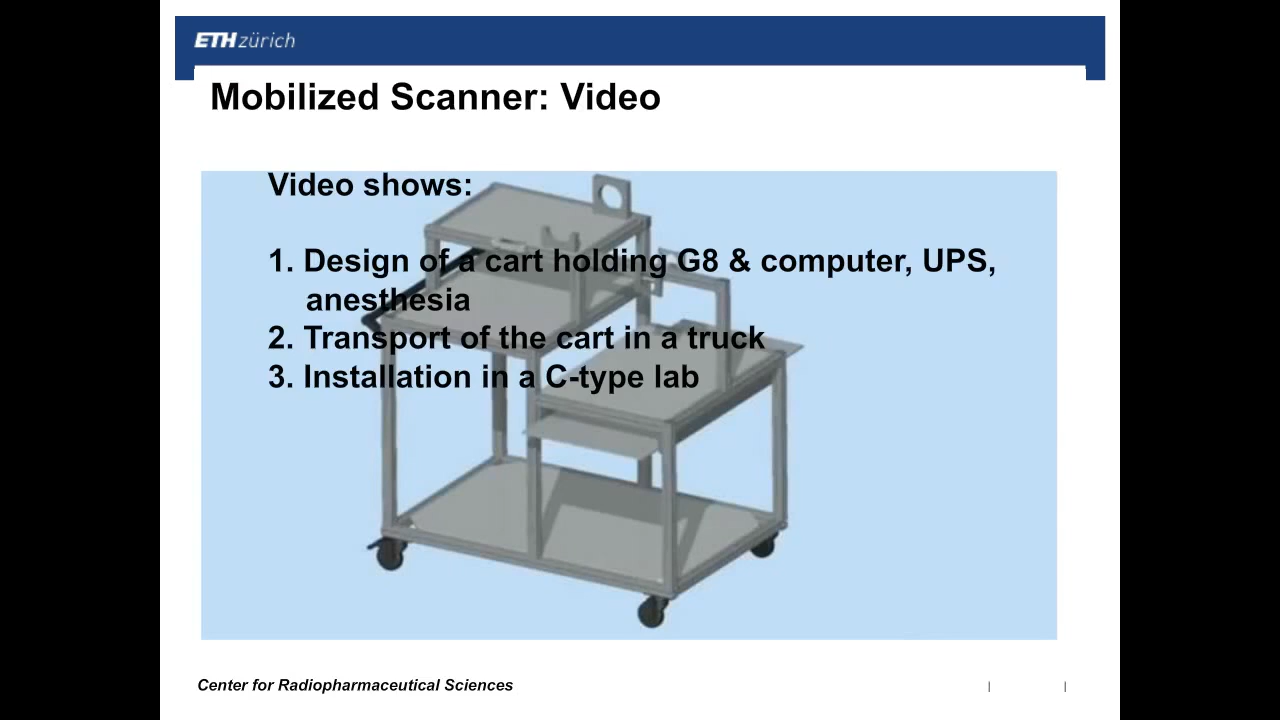 ETH zürich
Mobilized Scanner: Video
Video shows:
1. Design of a cart holding G8 & computer, UPS,
anesthesia
2. Transport of the cart in a truck
3. Installation in a C-type lab
Center for Radiopharmaceutical Sciences
| |